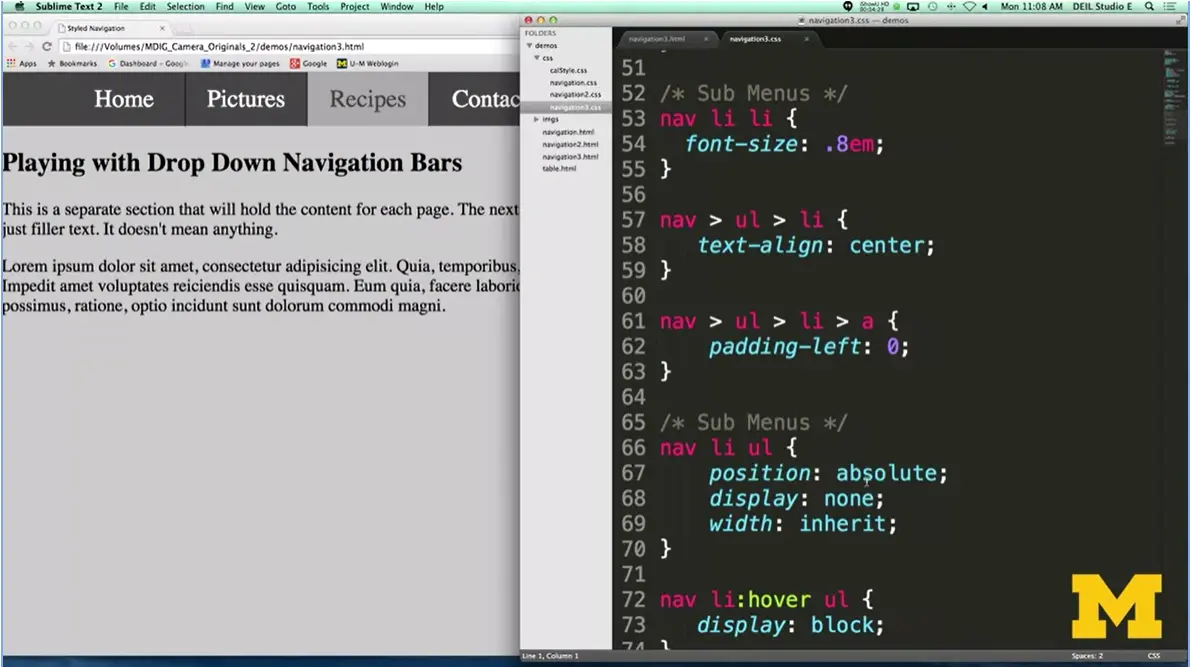 Sublime Text 2 File Edit Selection Find View Goto Tools Project Window Help
Mon 11:08 AM DEIL Studio E
Styled Navigation
file:///Volumes/MDIG_Camera_Originals_2/demos/navigation3.html
Apps Bookmarks Dashboard - Googl Manage your pages Google U-M Weblogin
Home Pictures Recipes Contac
Playing with Drop Down Navigation Bars
This is a separate section that will hold the content for each page. The next
just filler text. It doesn't mean anything.
Lorem ipsum dolor sit amet, consectetur adipisicing elit. Quia, temporibus,
Impedit amet voluptates reiciendis esse quisquam. Eum quia, facere laboric
possimus, ratione, optio incidunt sunt dolorum commodi magni.
navigation3.css — demos
FOLDERS
demos
css
calStyle.css
navigation.css
navigation2.css
navigation3.css
imgs
navigation.html
navigation2.html
navigation3.html
table.html
navigation3.html navigation3.css
51
52 /* Sub Menus */
53 nav li li {
54 font-size: .8em;
55 }
56
57 nav > ul > li {
58 text-align: center;
59 }
60
61 nav > ul > li > a {
62 padding-left: 0;
63 }
64
65 /* Sub Menus */
66 nav li ul {
67 position: absolute;
68 display: none;
69 width: inherit;
70 }
71
72 nav li:hover ul {
73 display: block;
74 }
M
Line 1, Column 1 Spaces: 2 CSS